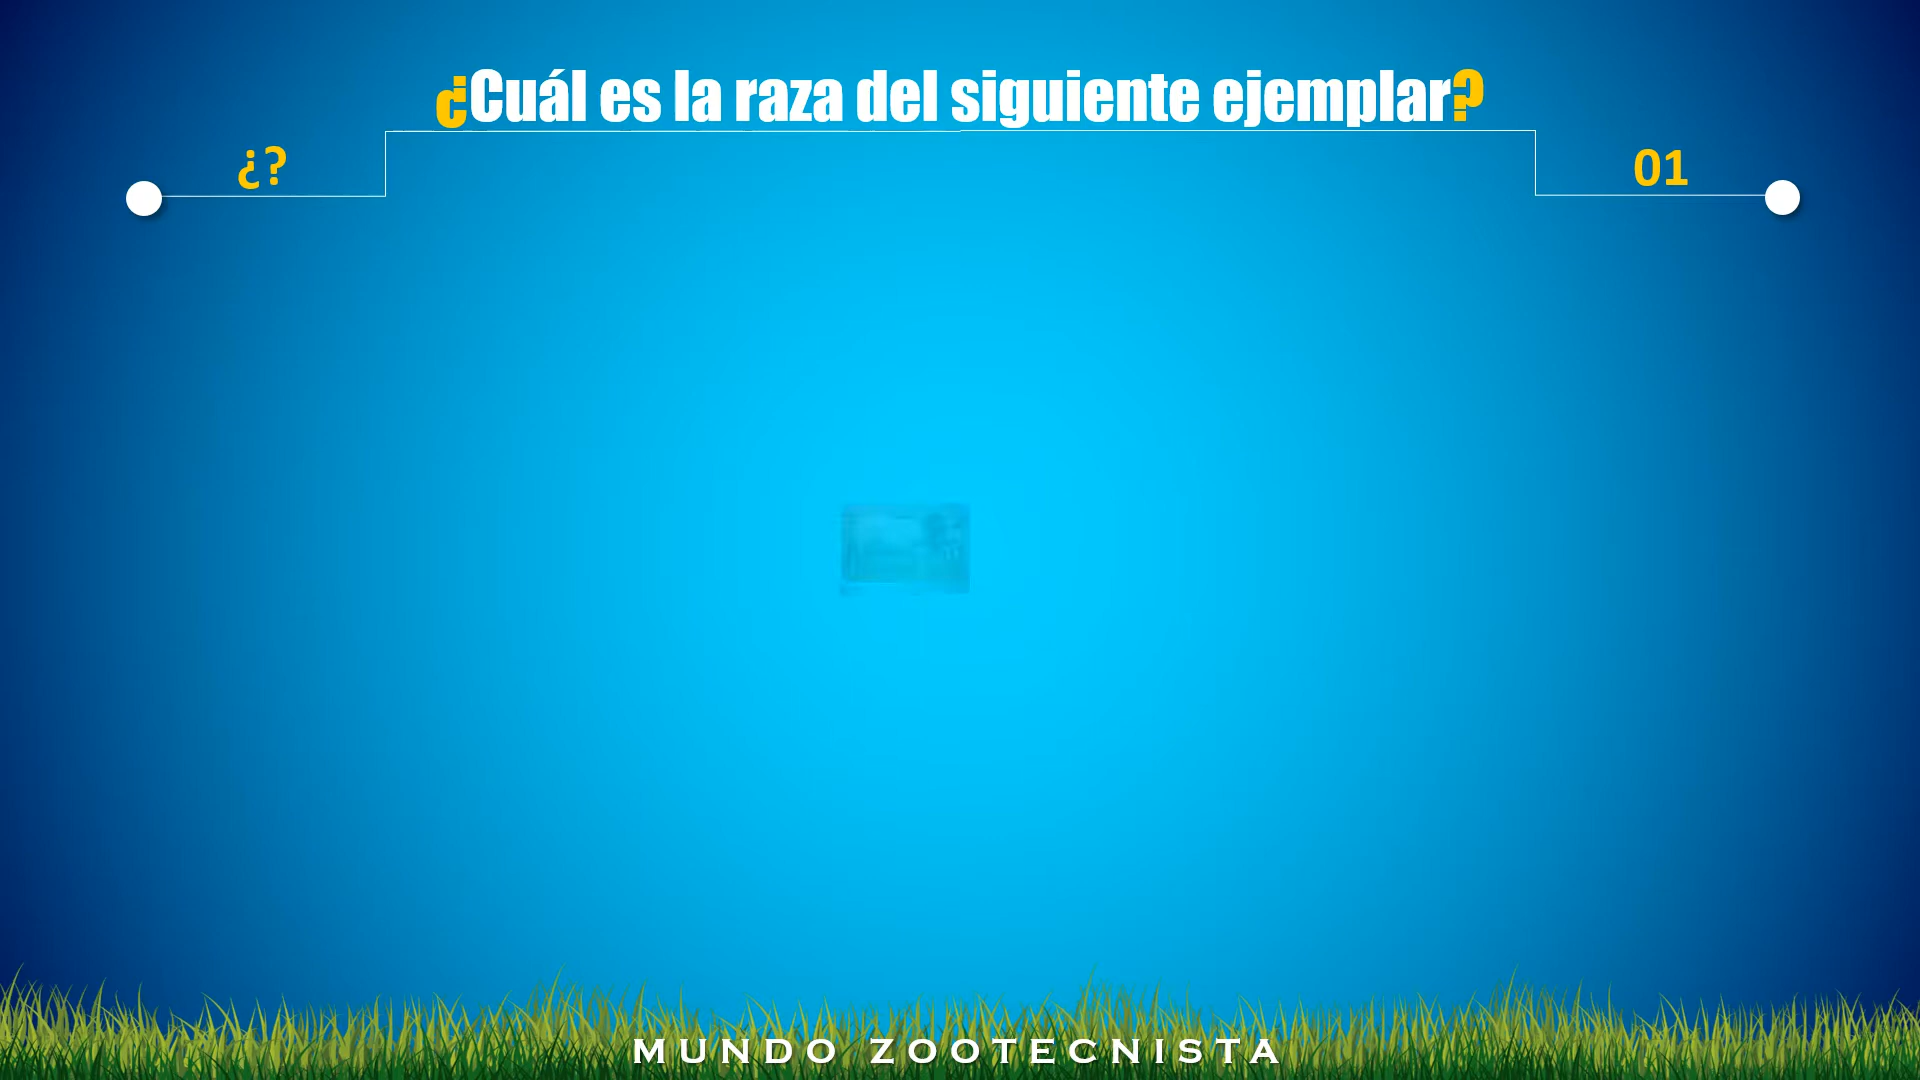 ¿Cuál es la raza del siguiente ejemplar?
¿?
01
MUNDO ZOOTECNISTA